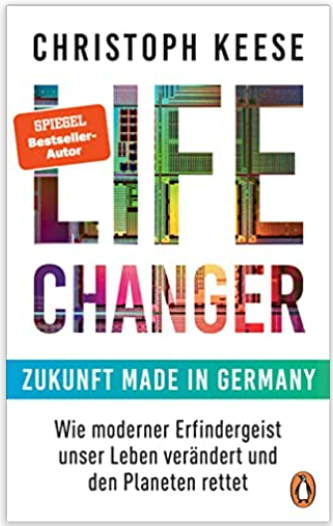 CHRISTOPH KEESE
LIFE
SPIEGEL
Bestseller-
Autor
CHANGER
ZUKUNFT MADE IN GERMANY
Wie moderner Erfindergeist
unser Leben verändert und
den Planeten rettet